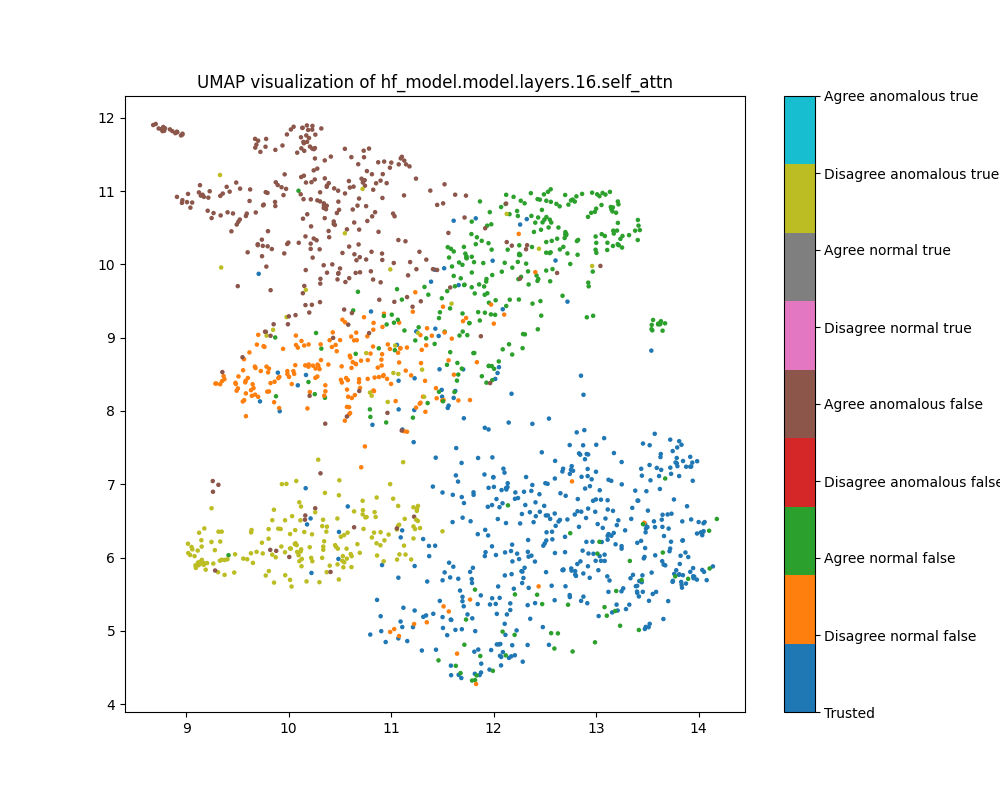 UMAP visualization of hf_model.model.layers.16.self_attn
12
11
10
9
8
7
6
5
4
9 10 11 12 13 14
Agree anomalous true
Disagree anomalous true
Agree normal true
Disagree normal true
Agree anomalous false
Disagree anomalous false
Agree normal false
Disagree normal false
Trusted